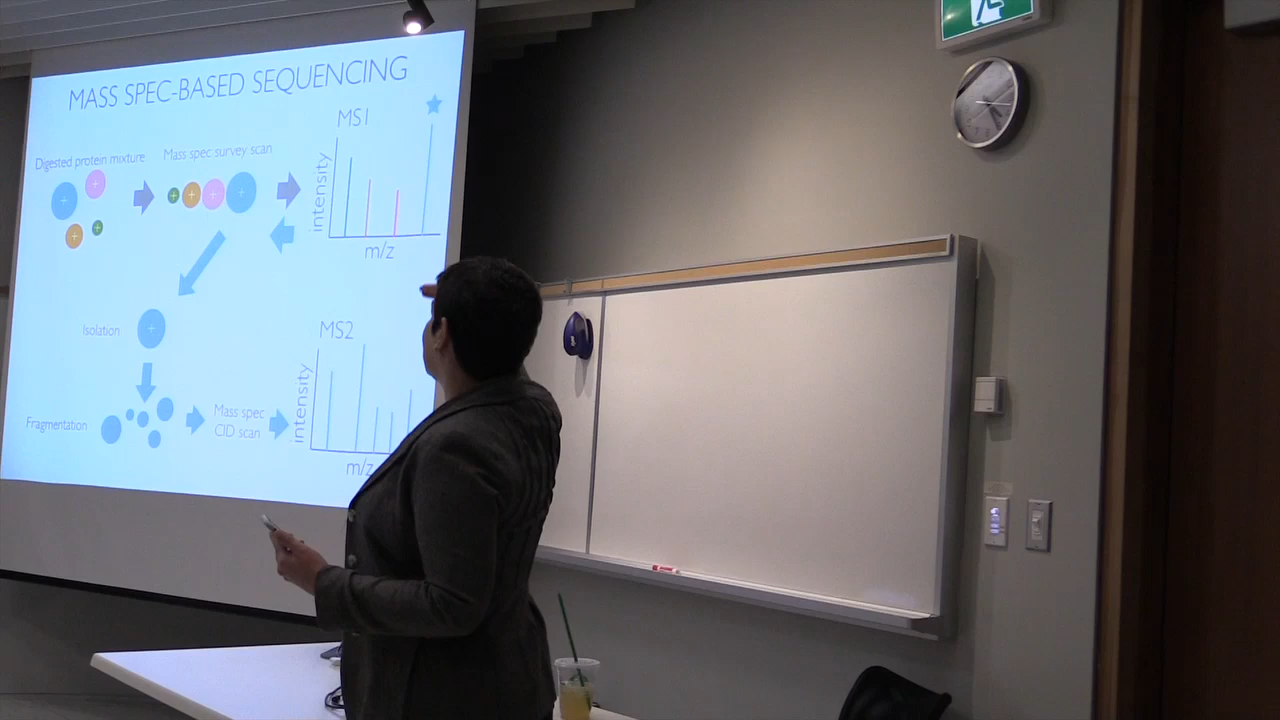 MASS SPEC-BASED SEQUENCING
Digested protein mixture
Mass spec survey scan
MS1
intensity
m/z
Isolation
MS2
Fragmentation
Mass spec
CID scan
intensity
m/z